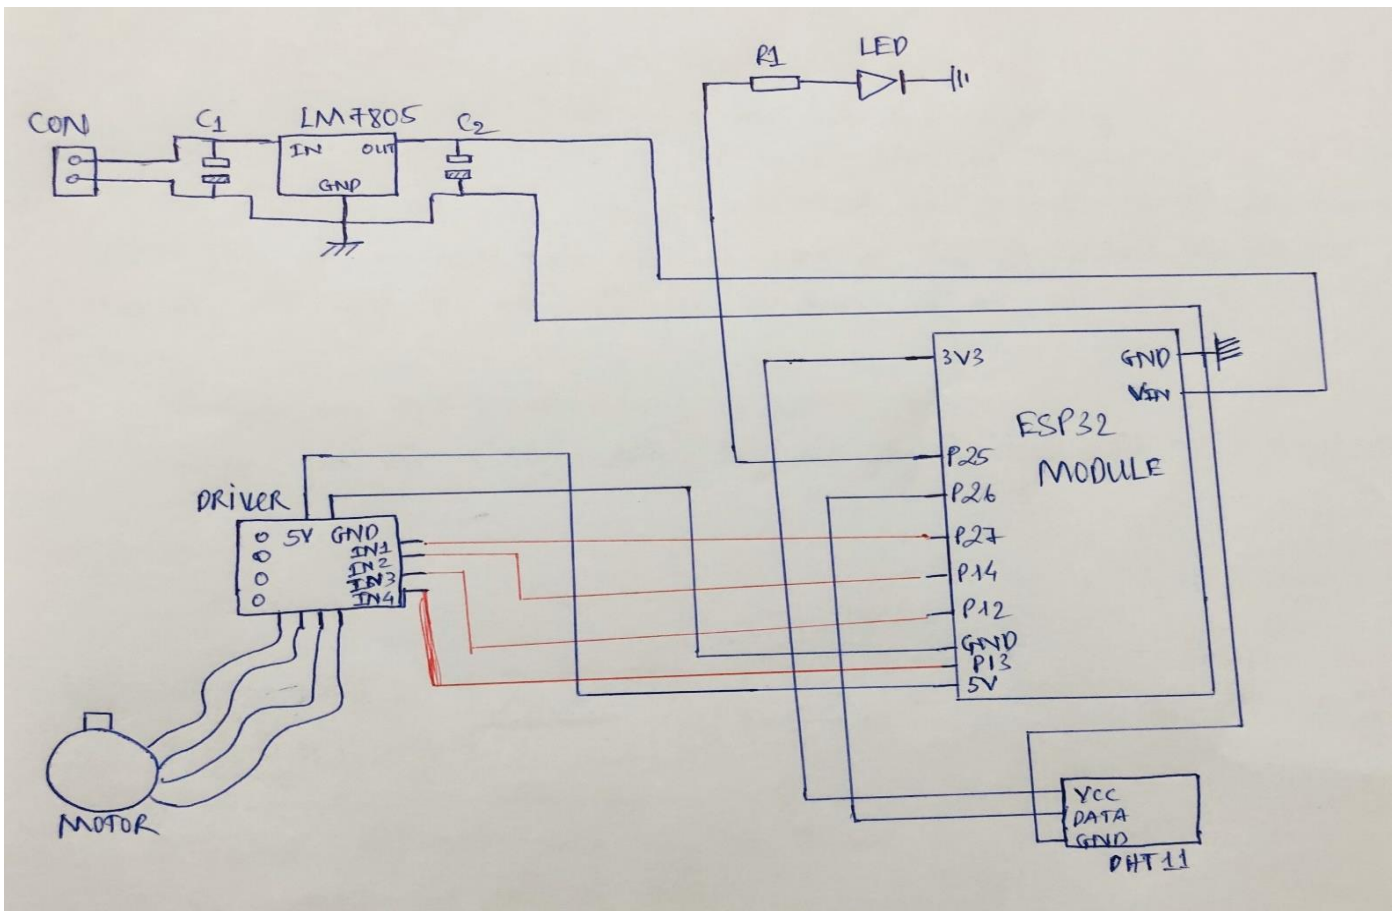 R1
LED
CON
C1
LM7805
C2
IN
OUT
GND
3V3
GND
VIN
ESP32
MODULE
P25
P26
P27
P14
P12
GND
P13
5V
DRIVER
5V
GND
IN1
IN2
IN3
IN4
MOTOR
VCC
DATA
GND
DHT11